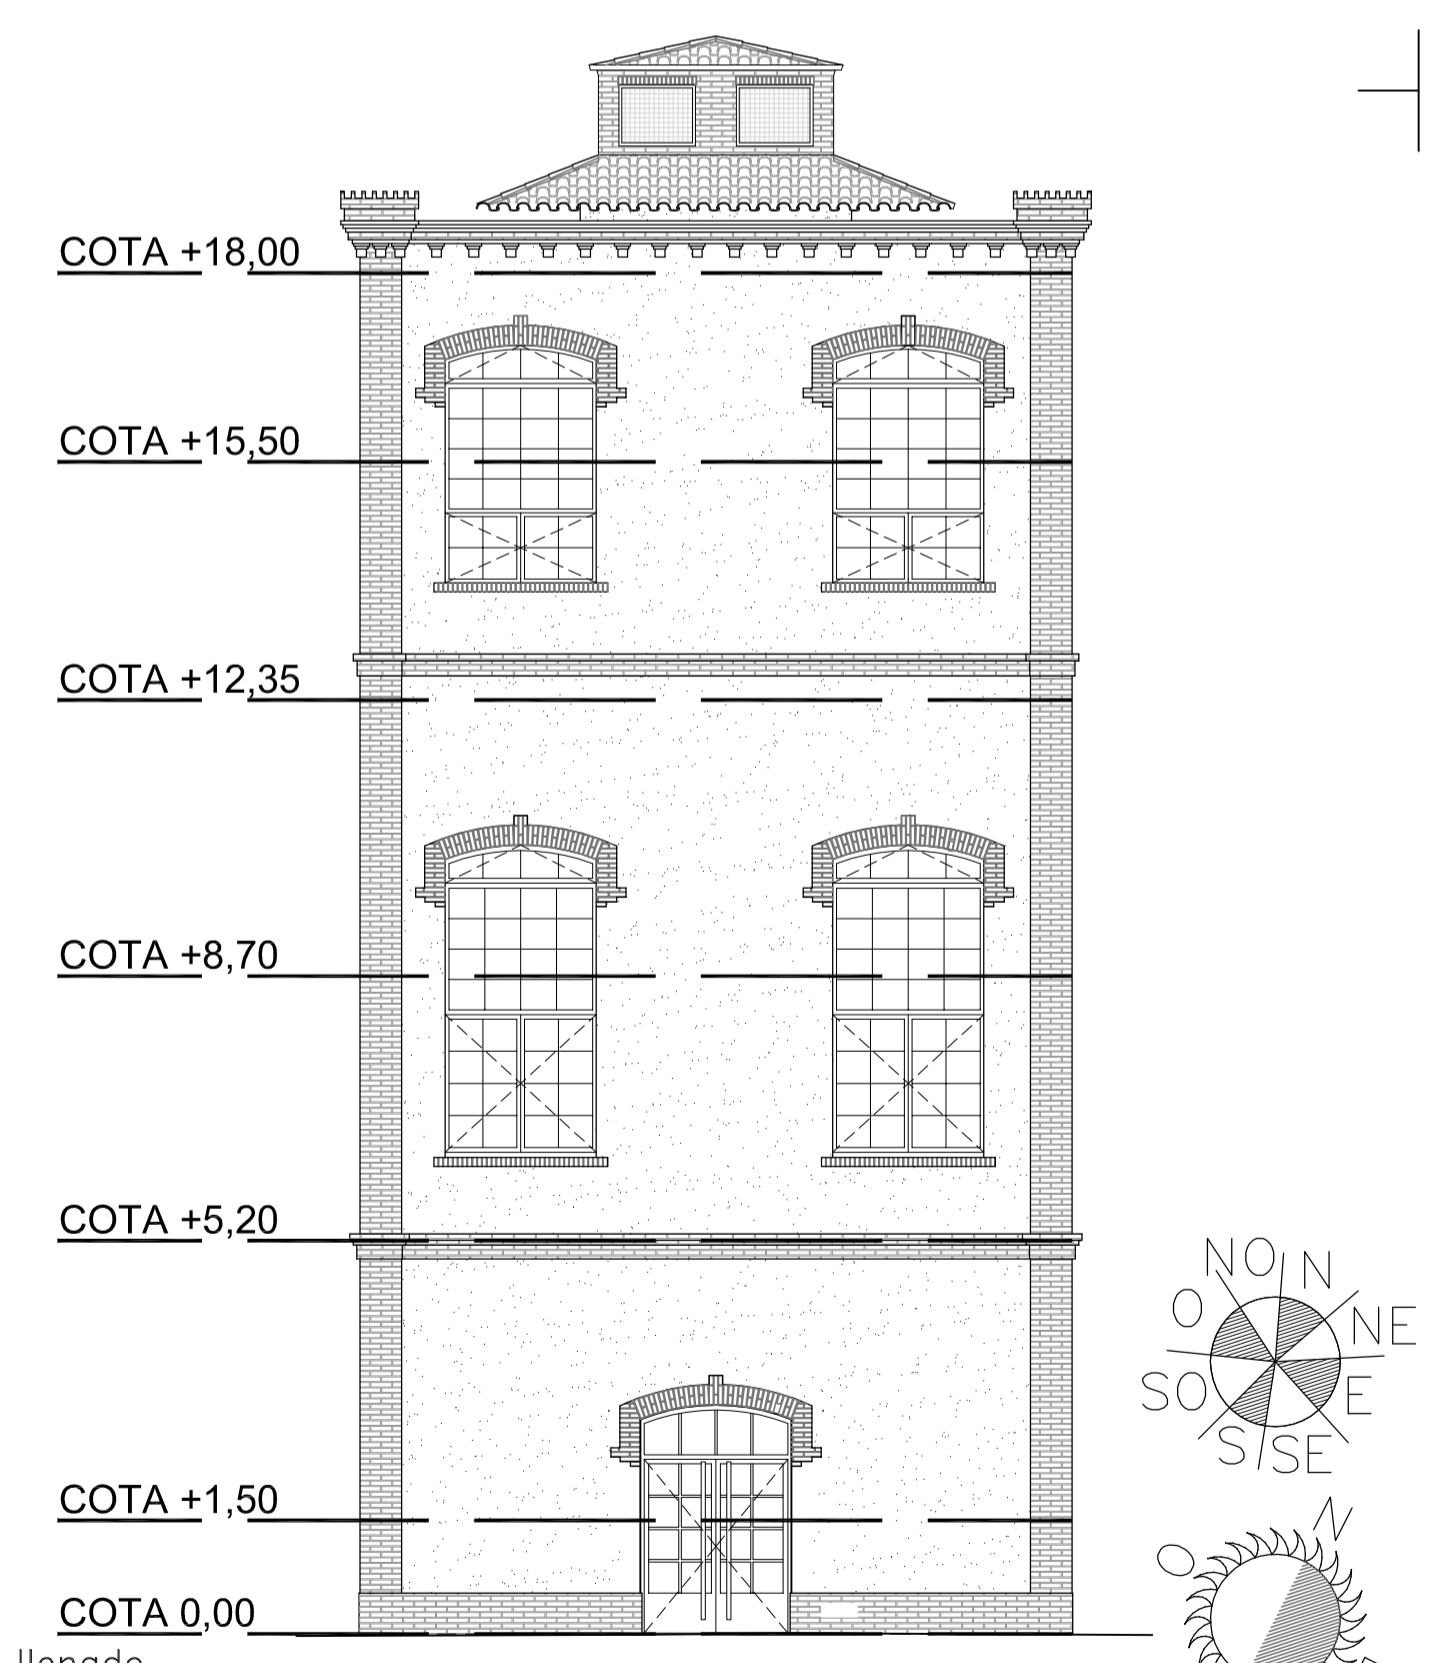 COTA +18,00
COTA +15,50
COTA +12,35
COTA +8,70
COTA +5,20
NO N
O
NE
SO
E
S SE
COTA +1,50
N
O
COTA 0,00